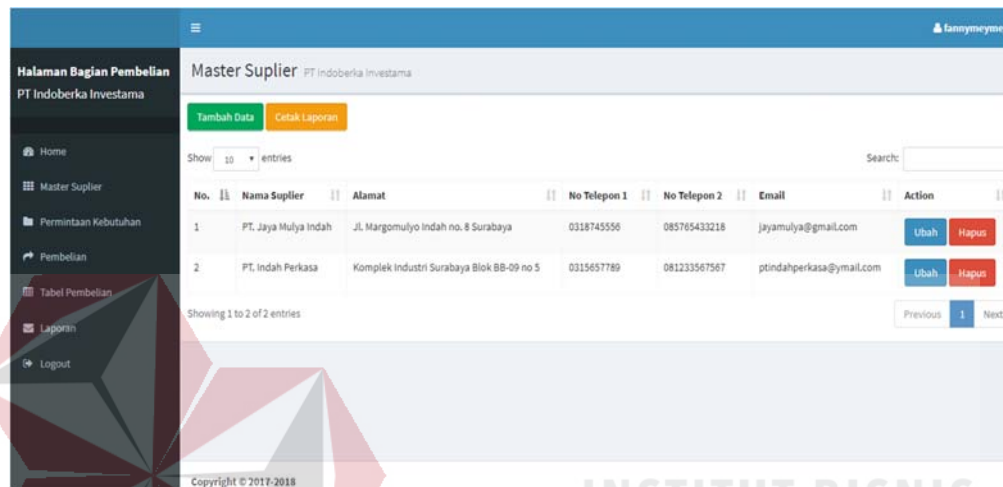 fannymeyme
Halaman Bagian Pembelian
PT Indoberka Investama
Master Suplier PT Indoberka Investama
Tambah Data Cetak Laporan
Home
Master Suplier
Permintaan Kebutuhan
Pembelian
Tabel Pembelian
Laporan
Logout
Show 10 entries Search:
No. Nama Suplier Alamat No Telepon 1 No Telepon 2 Email Action
1 PT. Jaya Mulya Indah Jl. Margomulyo Indah no. 8 Surabaya 0318745556 085765433218 jayamulya@gmail.com Ubah Hapus
2 PT. Indah Perkasa Komplek Industri Surabaya Blok BB-09 no 5 0315657789 081233567567 ptindahperkasa@ymail.com Ubah Hapus
Showing 1 to 2 of 2 entries Previous 1 Next
Copyright © 2017-2018
INSTITUT BISNIS